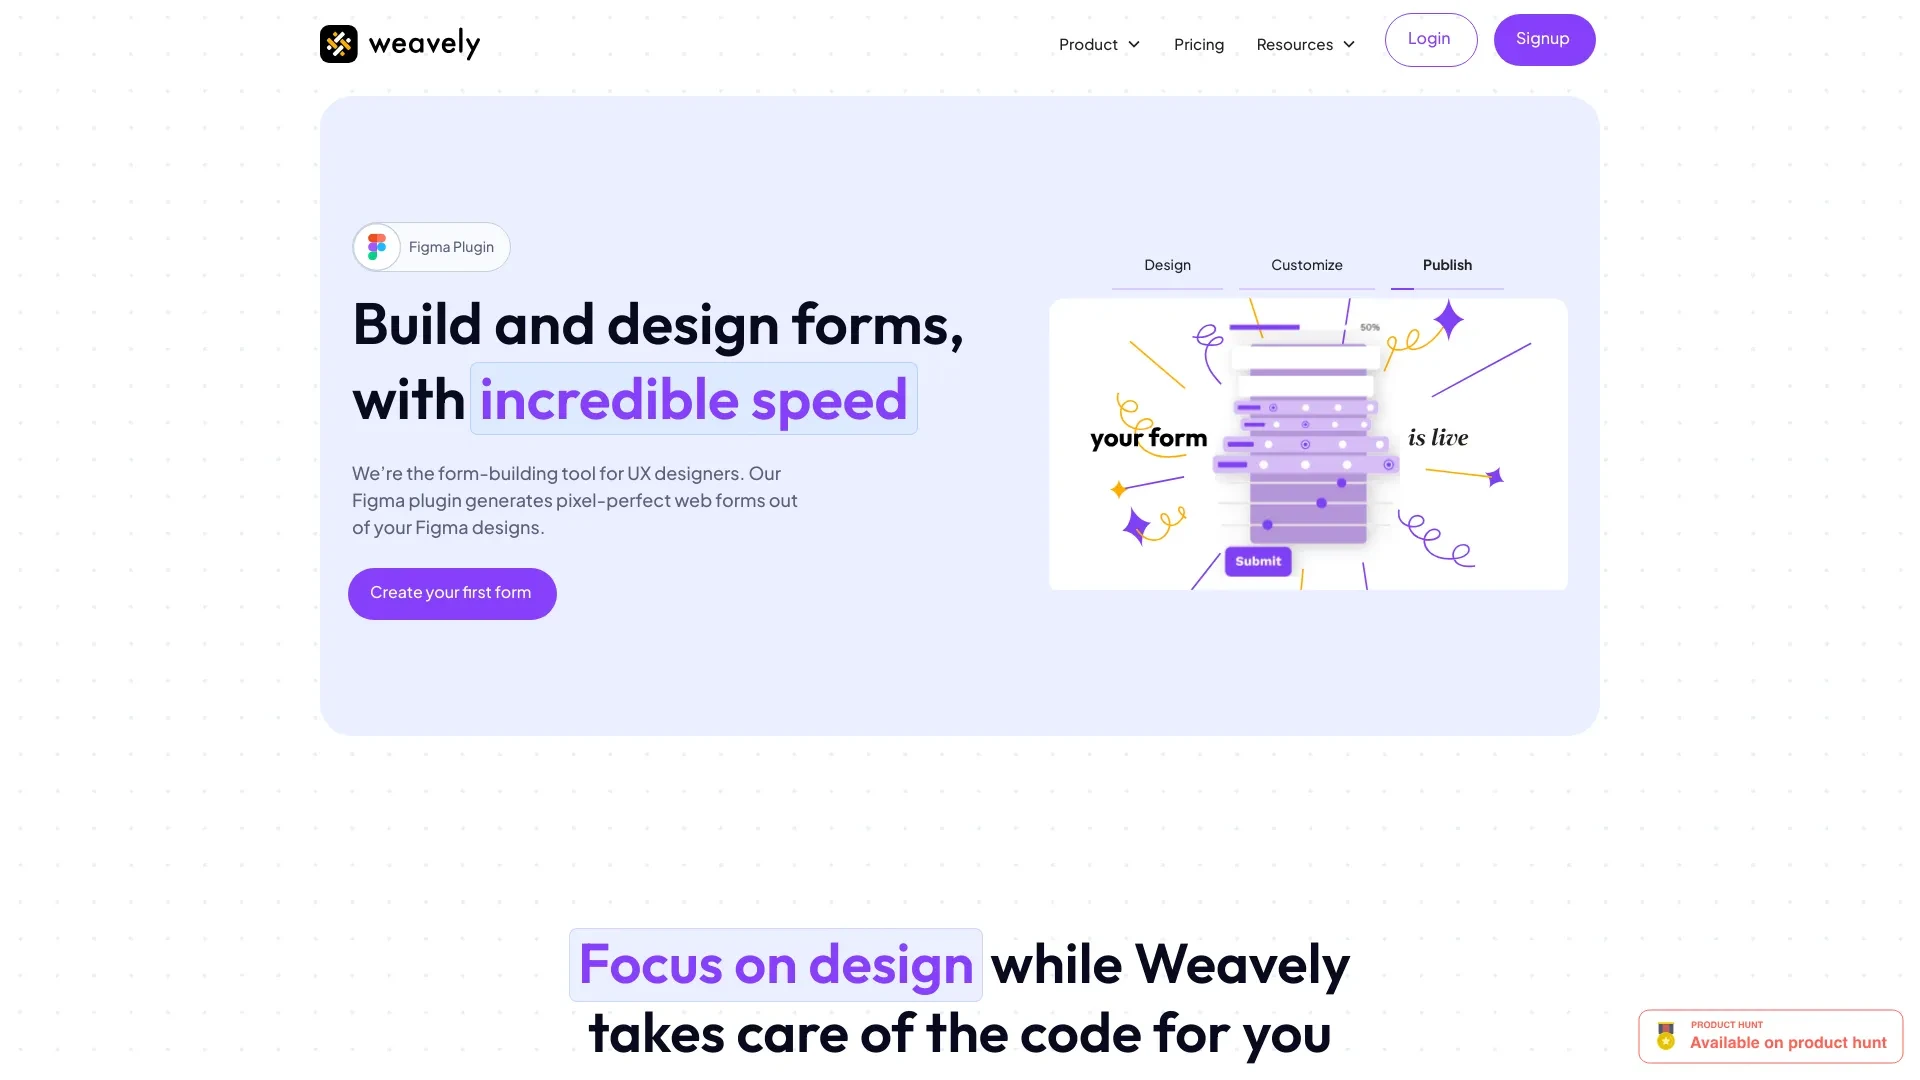 weavely
Product
Pricing
Resources
Login
Signup
Figma Plugin
Build and design forms,
with incredible speed
We’re the form-building tool for UX designers. Our
Figma plugin generates pixel-perfect web forms out
of your Figma designs.
Create your first form
Design
Customize
Publish
50%
your form
is live
Submit
Focus on design while Weavely
takes care of the code for you
PRODUCT HUNT
Available on product hunt